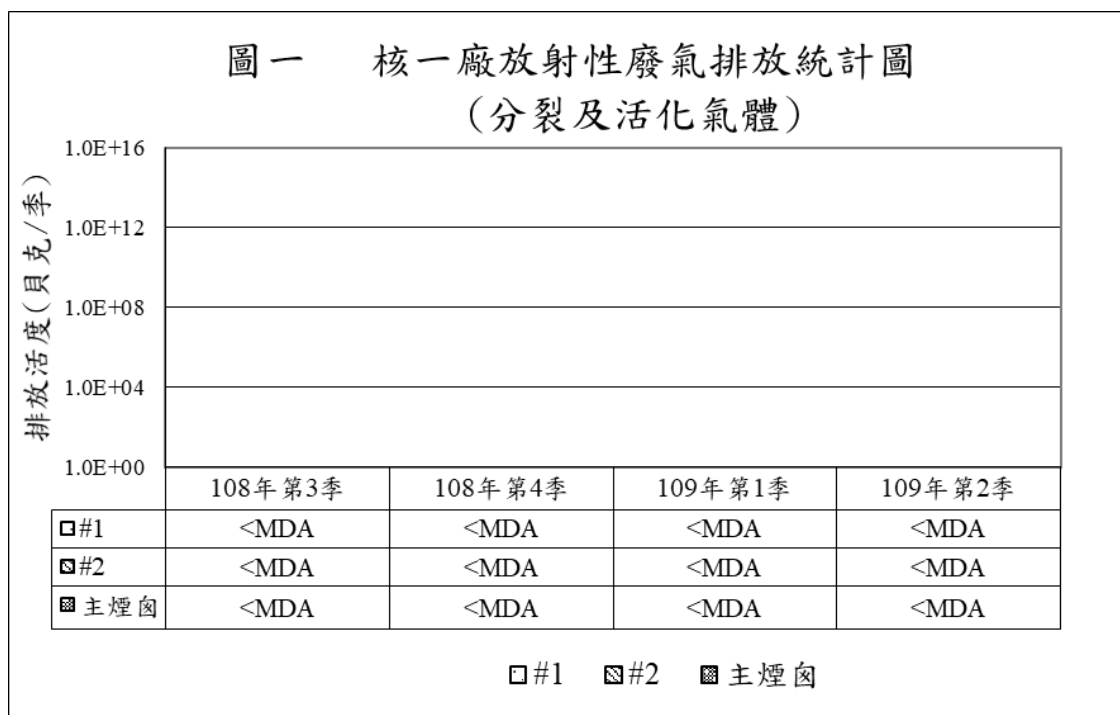 圖一 核一廠放射性廢氣排放統計圖
(分裂及活化氣體)
排放活度(貝克/季)
1.0E+16
1.0E+12
1.0E+08
1.0E+04
1.0E+00
108年第3季 108年第4季 109年第1季 109年第2季
#1 <MDA <MDA <MDA <MDA
#2 <MDA <MDA <MDA <MDA
主煙囪 <MDA <MDA <MDA <MDA
#1 #2 主煙囪